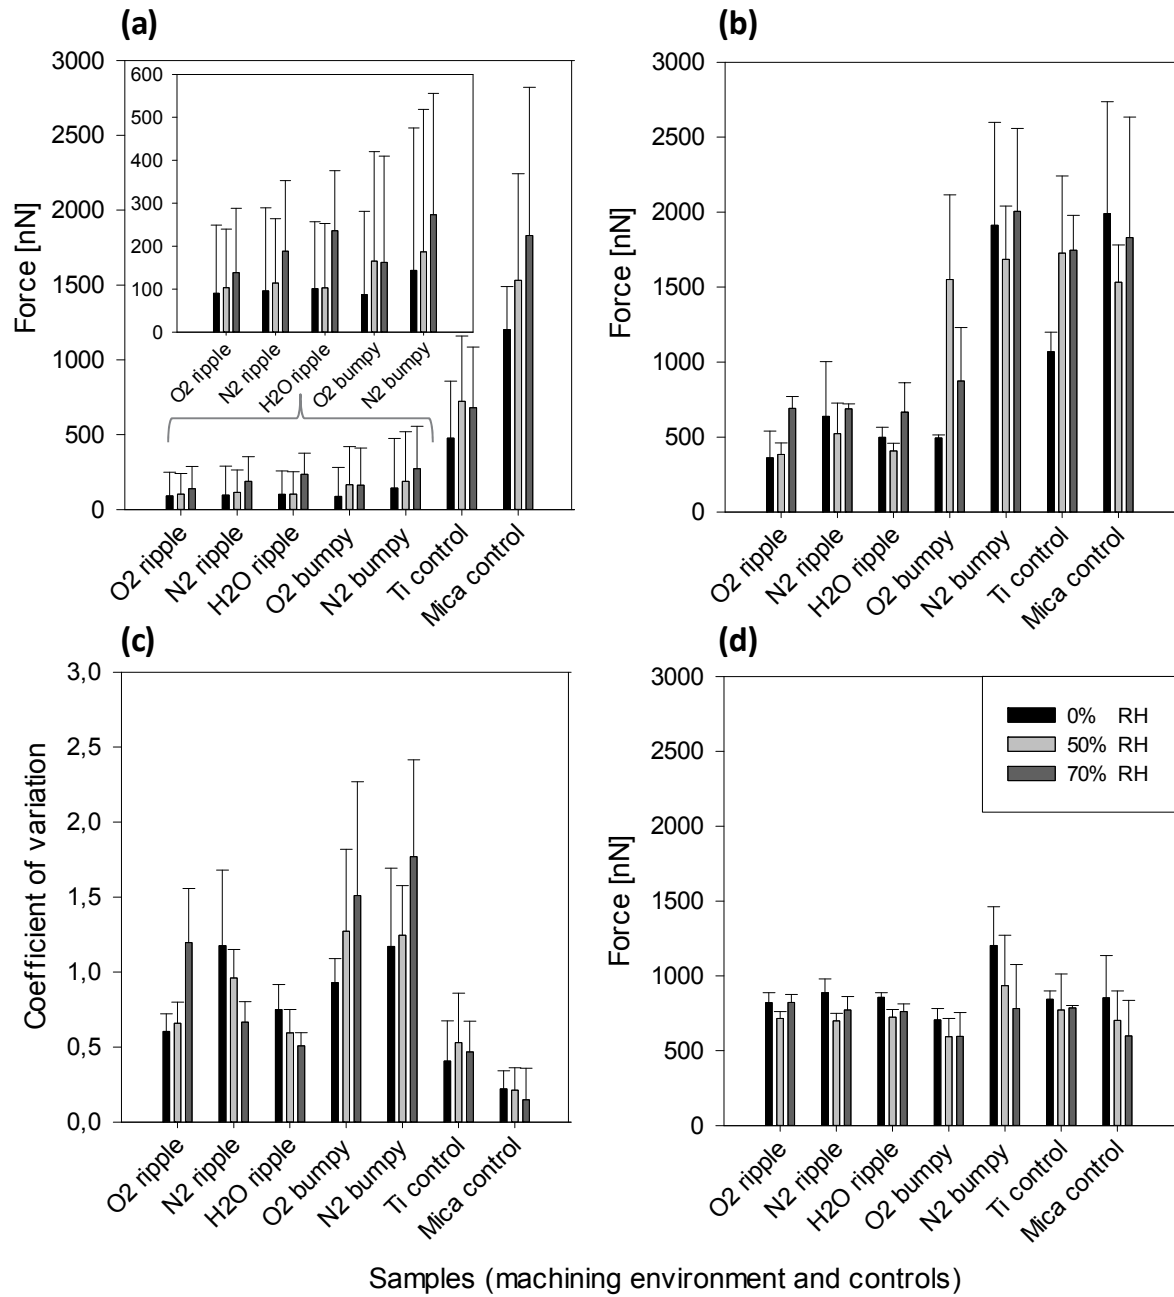 (a)
3000
2500
2000
1500
1000
500
0
Force [nN]
600
500
400
300
200
100
0
O2 ripple
N2 ripple
H2O ripple
O2 bumpy
N2 bumpy
O2 ripple
N2 ripple
H2O ripple
O2 bumpy
N2 bumpy
Ti control
Mica control
(b)
3000
2500
2000
1500
1000
500
0
Force [nN]
O2 ripple
N2 ripple
H2O ripple
O2 bumpy
N2 bumpy
Ti control
Mica control
(c)
3,0
2,5
2,0
1,5
1,0
0,5
0,0
Coefficient of variation
O2 ripple
N2 ripple
H2O ripple
O2 bumpy
N2 bumpy
Ti control
Mica control
(d)
3000
2500
2000
1500
1000
500
0
Force [nN]
0% RH
50% RH
70% RH
O2 ripple
N2 ripple
H2O ripple
O2 bumpy
N2 bumpy
Ti control
Mica control
Samples (machining environment and controls)